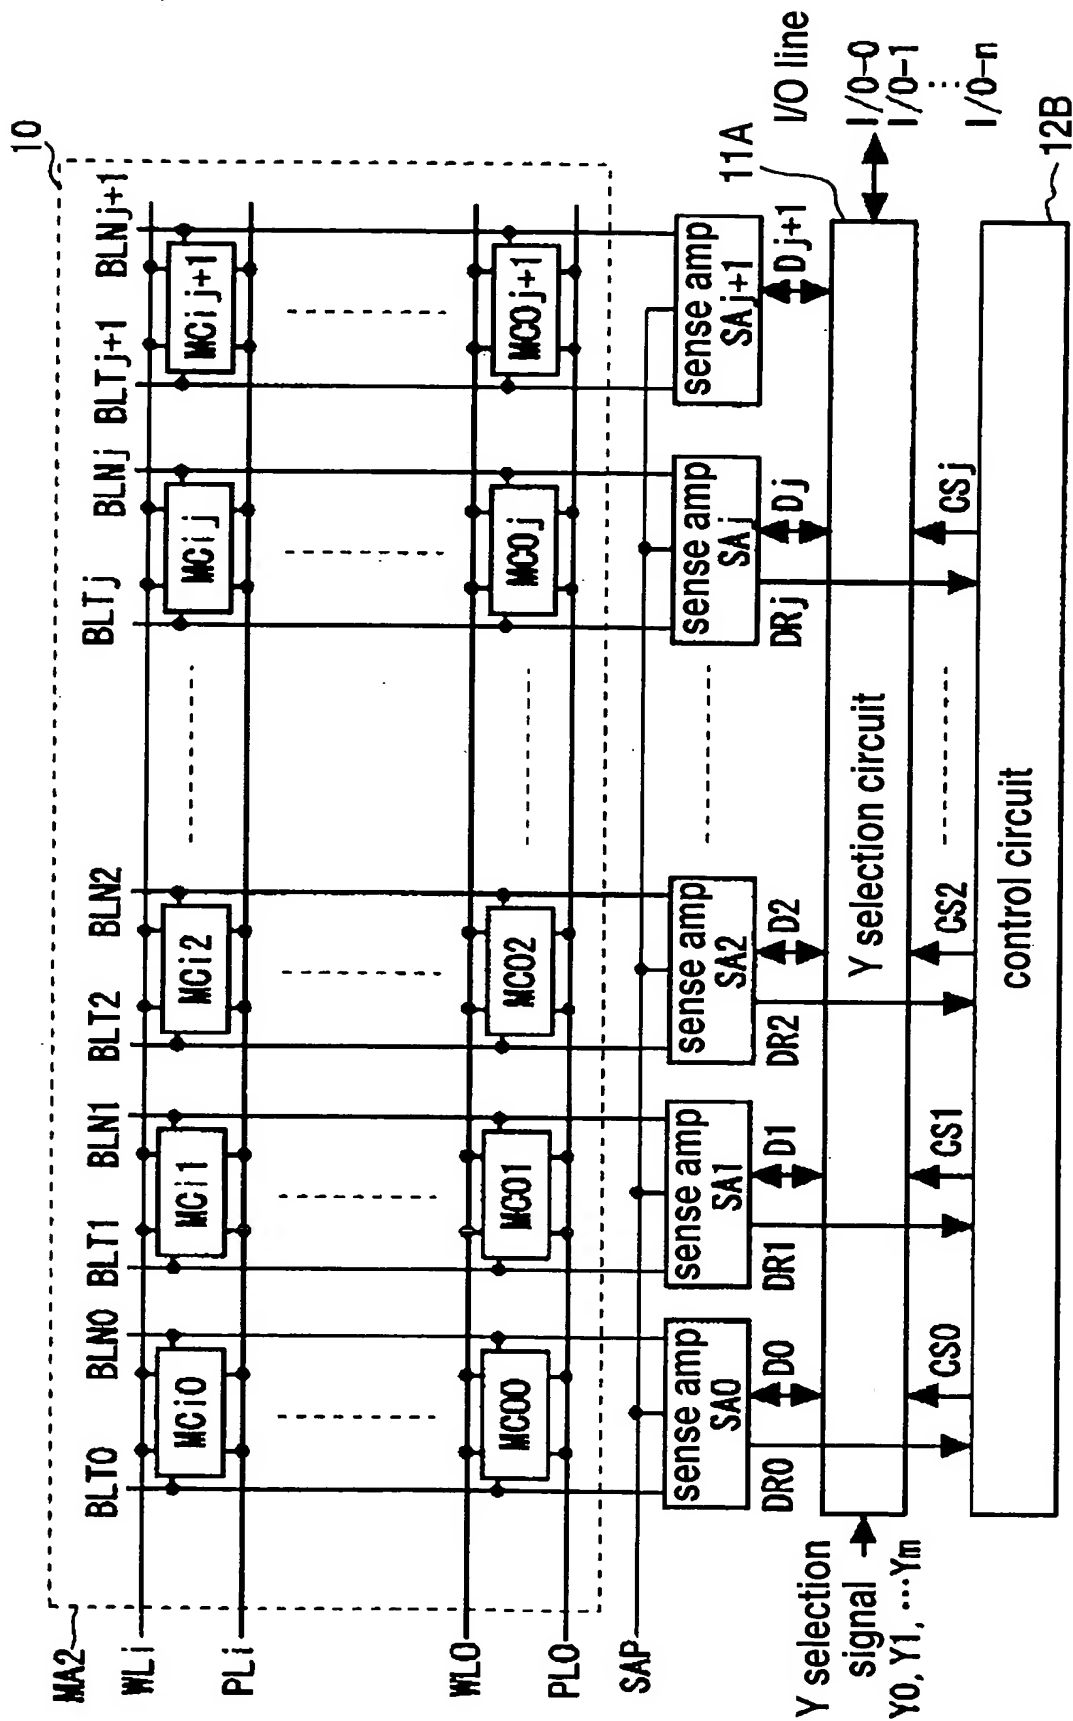 10
MA2
BLT0
BLN0
BLT1
BLN1
BLT2
BLN2
BLTj
BLNj
BLTj+1
BLNj+1
WLi
MCi0
MCi1
MCi2
MCij
MCij+1
PLi
WL0
MC00
MC01
MC02
MC0j
MC0j+1
PL0
SAP
sense amp
SA0
sense amp
SA1
sense amp
SA2
sense amp
SAj
sense amp
SAj+1
DR0
D0
DR1
D1
DR2
D2
DRj
Dj
Dj+1
11A
I/O line
Y selection
signal
Y0, Y1, ···Ym
Y selection circuit
I/O-0
I/O-1
I/O-n
CS0
CS1
CS2
CSj
control circuit
12B